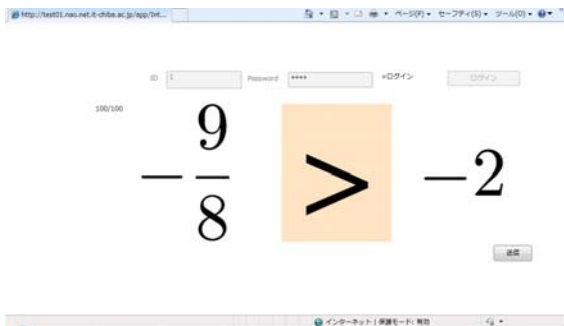 http://test01.nao.net.it-chiba.ac.jp/app/Int...
ページ(P) セーフティ(S) ツール(O)
ID 1 Password **** ×ログイン ログイン
100/100
-9/8 > -2
送信
インターネット | 保護モード: 有効